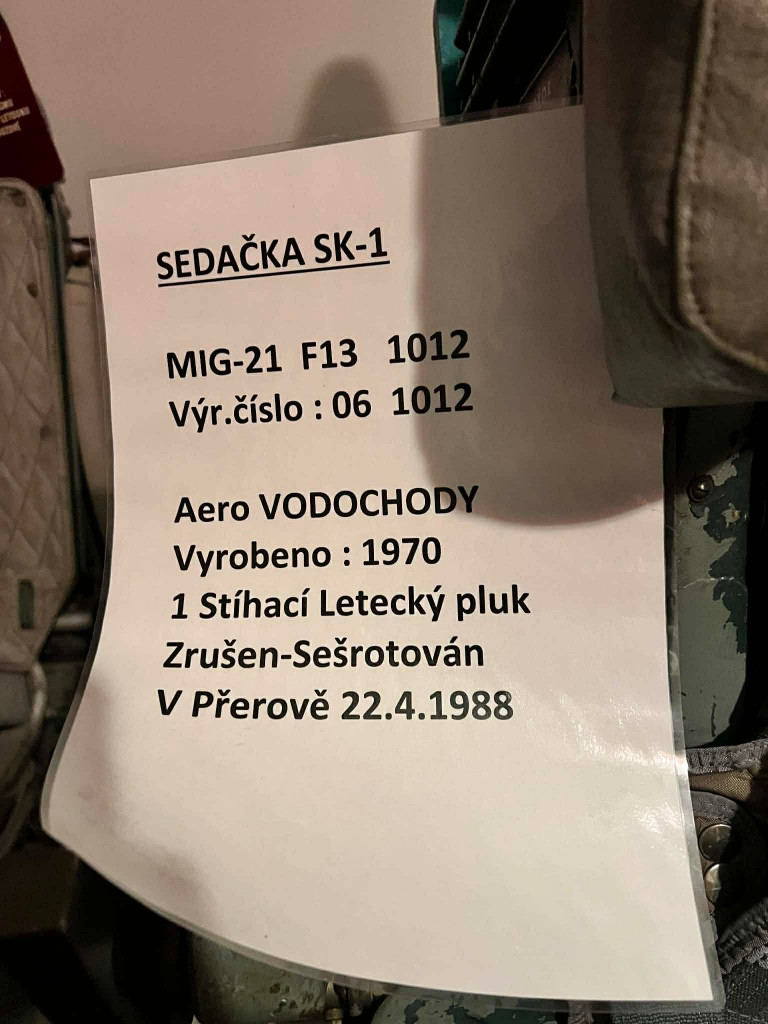 SEDAČKA SK-1
MIG-21 F13 1012
Výr.číslo : 06 1012
Aero VODOCHODY
Vyrobeno : 1970
1 Stíhací Letecký pluk
Zrušen-Sešrotován
V Přerově 22.4.1988